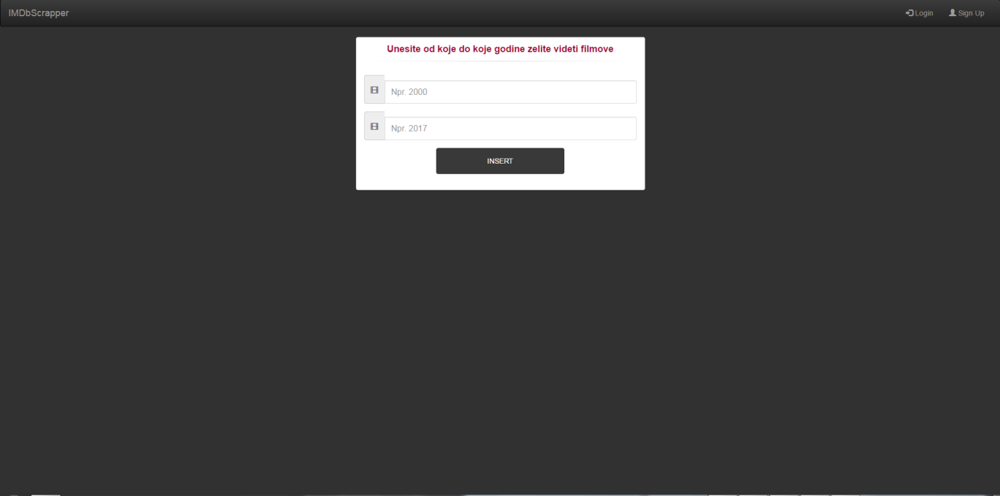 IMDbScrapper
Login
Sign Up
Unesite od koje do koje godine zelite videti filmove
Npr. 2000
Npr. 2017
INSERT